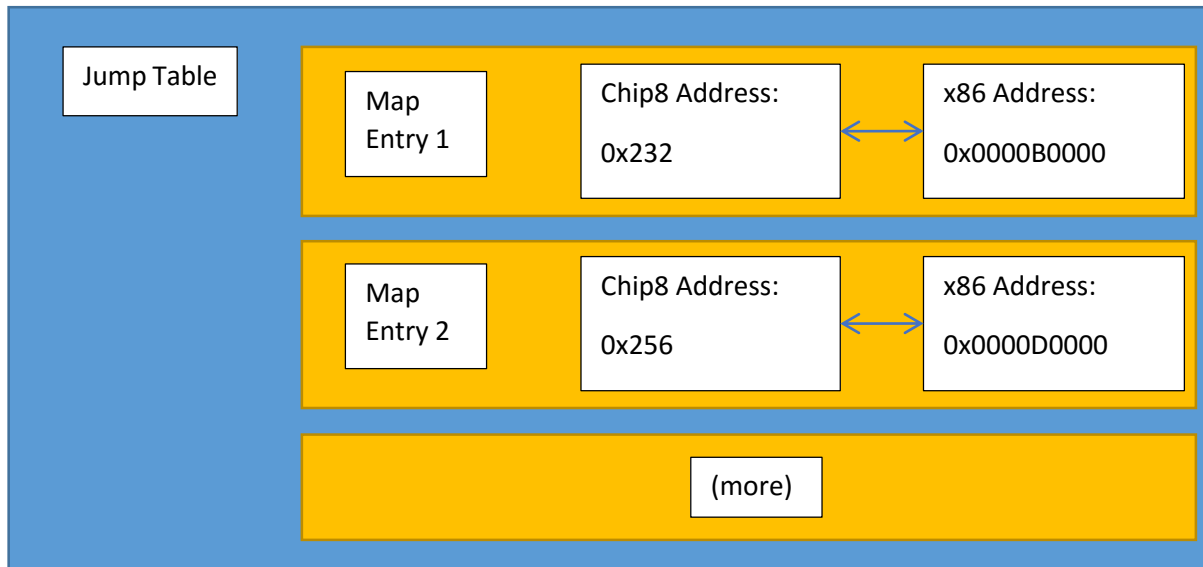 Jump Table
Map
Entry 1
Chip8 Address:
0x232
x86 Address:
0x0000B0000
Map
Entry 2
Chip8 Address:
0x256
x86 Address:
0x0000D0000
(more)